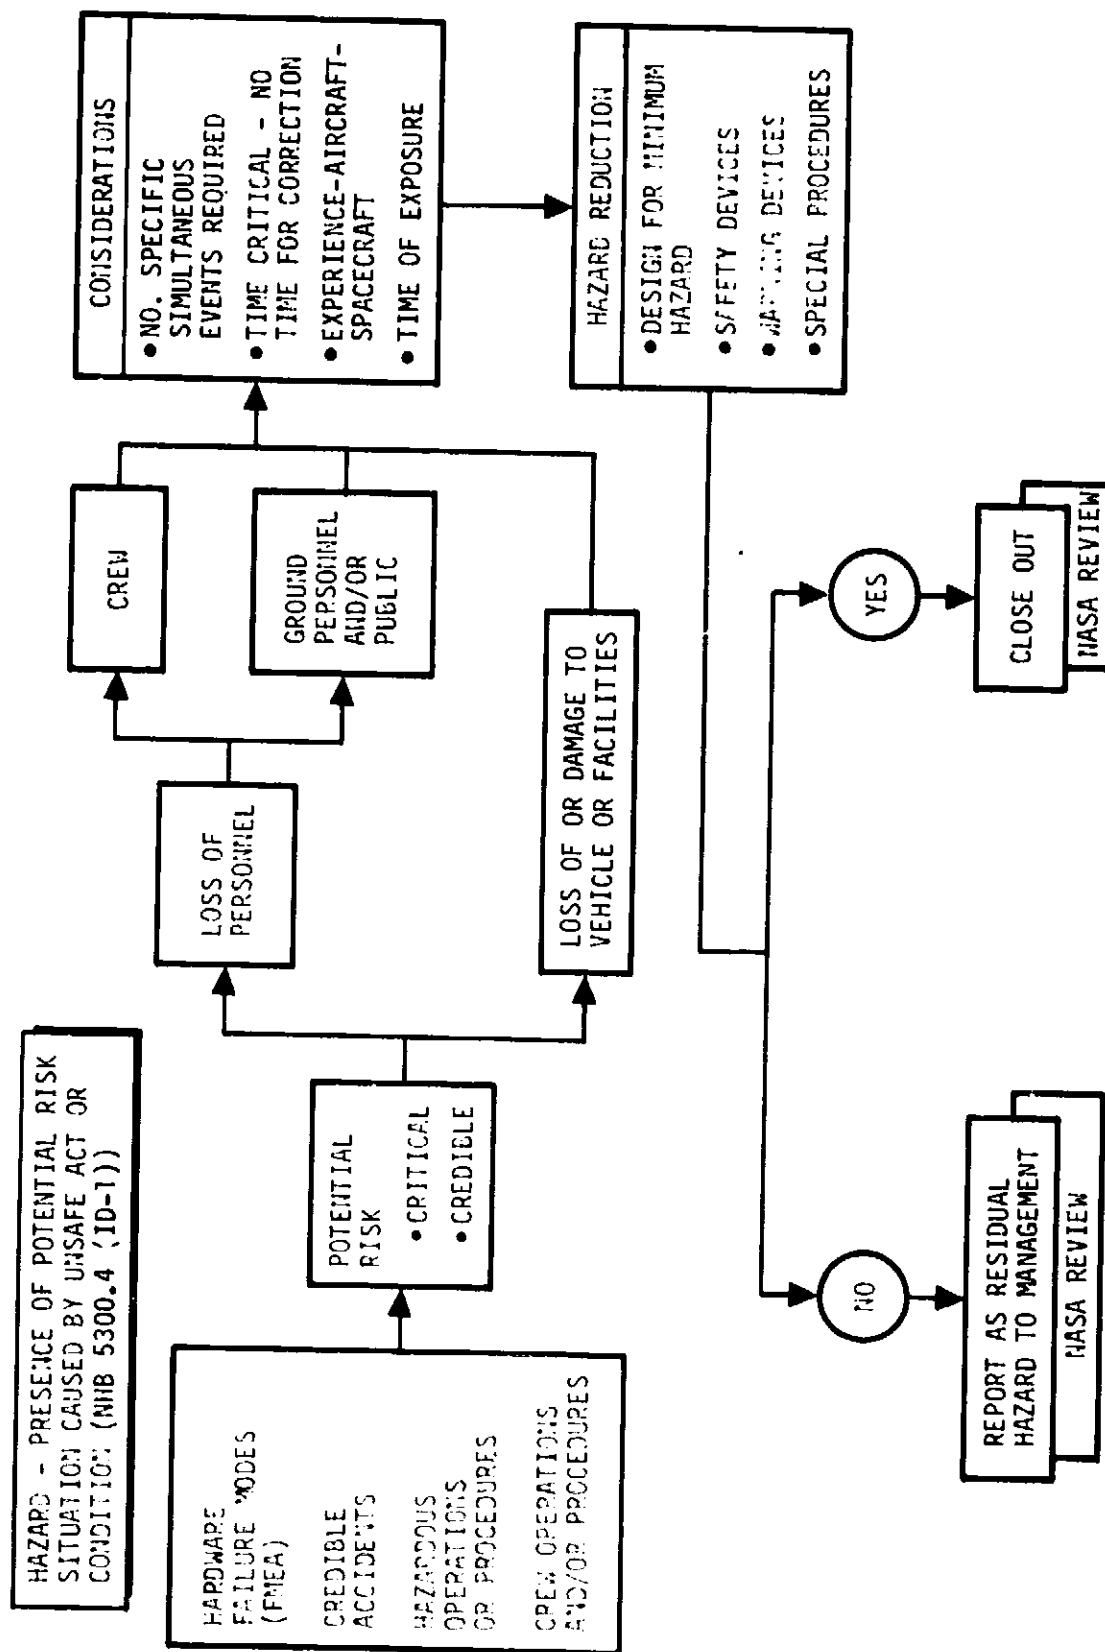 HAZARD - PRESENCE OF POTENTIAL RISK
SITUATION CAUSED BY UNSAFE ACT OR
CONDITION (NHB 5300.4 (ID-1))
HARDWARE
FAILURE MODES
(FMEA)
CREDIBLE
ACCIDENTS
HAZARDOUS
OPERATIONS
OR PROCEDURES
CREW OPERATIONS
AND/OR PROCEDURES
POTENTIAL
RISK
• CRITICAL
• CREDIBLE
LOSS OF
PERSONNEL
CREW
GROUND
PERSONNEL
AND/OR
PUBLIC
LOSS OF OR DAMAGE TO
VEHICLE OR FACILITIES
CONSIDERATIONS
• NO. SPECIFIC
SIMULTANEOUS
EVENTS REQUIRED
• TIME CRITICAL - NO
TIME FOR CORRECTION
• EXPERIENCE-AIRCRAFT-
SPACECRAFT
• TIME OF EXPOSURE
HAZARD REDUCTION
• DESIGN FOR MINIMUM
HAZARD
• SAFETY DEVICES
• WARNING DEVICES
• SPECIAL PROCEDURES
NO
REPORT AS RESIDUAL
HAZARD TO MANAGEMENT
NASA REVIEW
YES
CLOSE OUT
NASA REVIEW